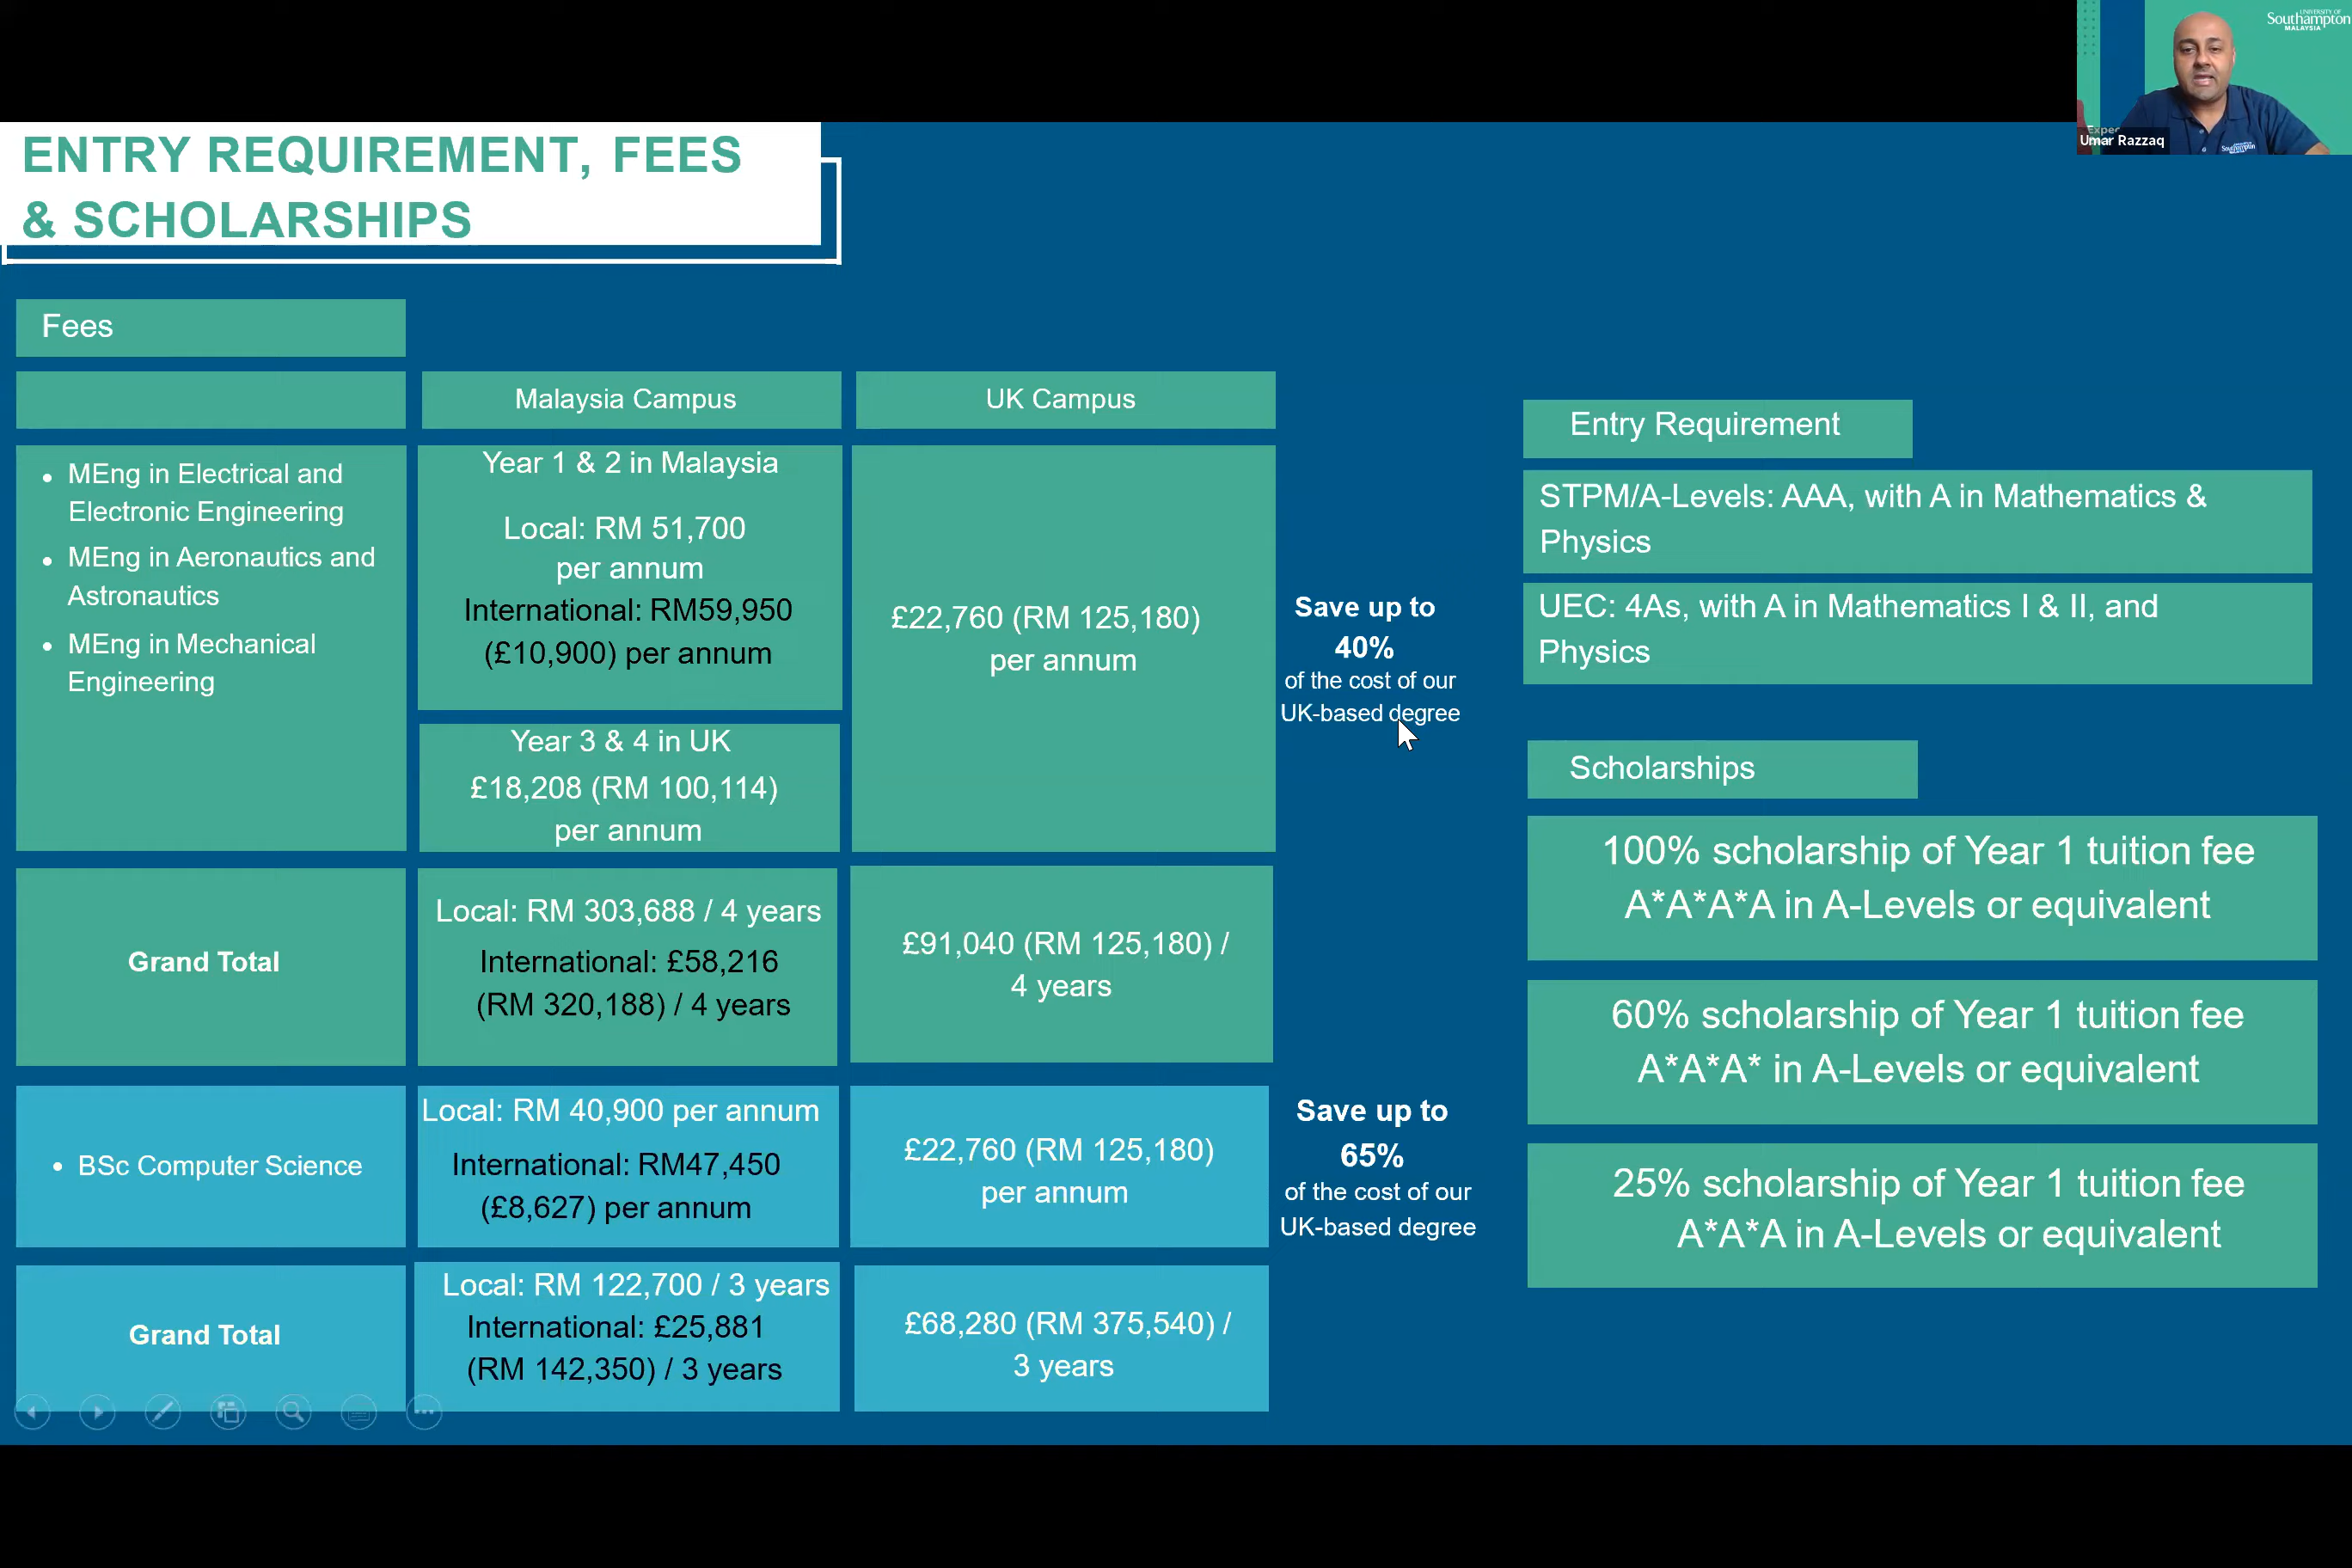 UNIVERSITY OF
Southampton
MALAYSIA
Umar Razzaq
Southampton
ENTRY REQUIREMENT, FEES
& SCHOLARSHIPS
Fees
Malaysia Campus
UK Campus
• MEng in Electrical and
Electronic Engineering
• MEng in Aeronautics and
Astronautics
• MEng in Mechanical
Engineering
Year 1 & 2 in Malaysia
Local: RM 51,700
per annum
International: RM59,950
(£10,900) per annum
Year 3 & 4 in UK
£18,208 (RM 100,114)
per annum
£22,760 (RM 125,180)
per annum
Save up to
40%
of the cost of our
UK-based degree
Grand Total
Local: RM 303,688 / 4 years
International: £58,216
(RM 320,188) / 4 years
£91,040 (RM 125,180) /
4 years
• BSc Computer Science
Local: RM 40,900 per annum
International: RM47,450
(£8,627) per annum
£22,760 (RM 125,180)
per annum
Save up to
65%
of the cost of our
UK-based degree
Grand Total
Local: RM 122,700 / 3 years
International: £25,881
(RM 142,350) / 3 years
£68,280 (RM 375,540) /
3 years
Entry Requirement
STPM/A-Levels: AAA, with A in Mathematics &
Physics
UEC: 4As, with A in Mathematics I & II, and
Physics
Scholarships
100% scholarship of Year 1 tuition fee
A*A*A*A in A-Levels or equivalent
60% scholarship of Year 1 tuition fee
A*A*A* in A-Levels or equivalent
25% scholarship of Year 1 tuition fee
A*A*A in A-Levels or equivalent